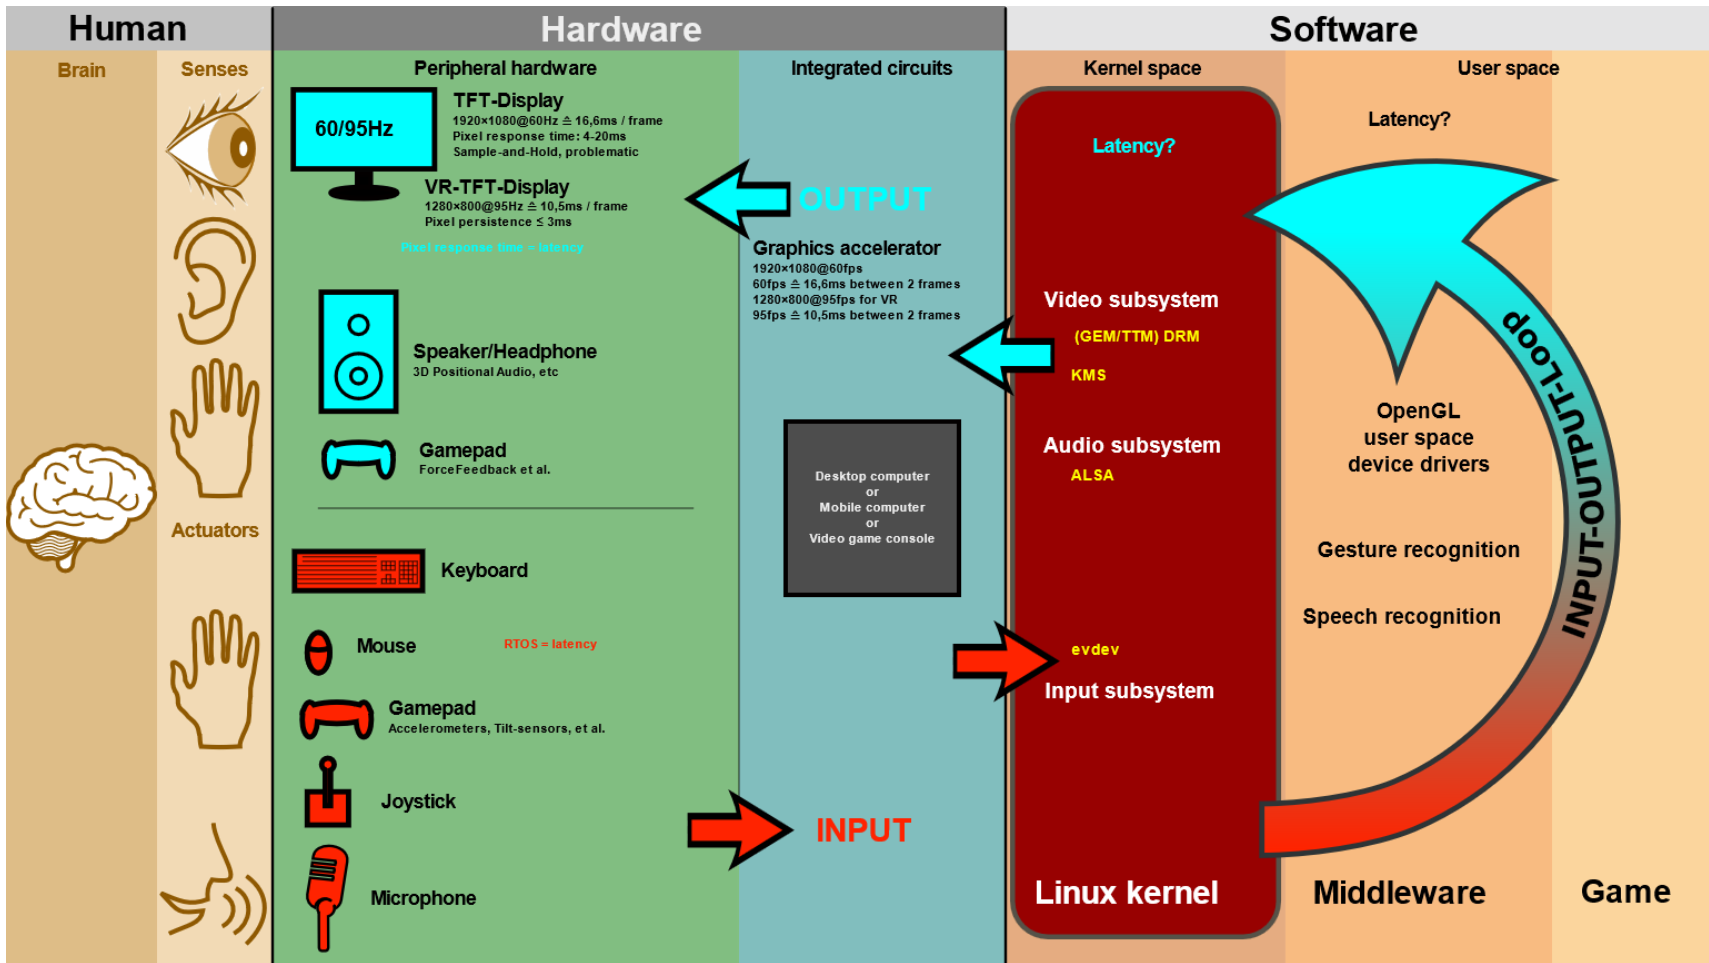 Human
Hardware
Software
Brain
Senses
Peripheral hardware
Integrated circuits
Kernel space
User space
60/95Hz
TFT-Display
1920×1080@60Hz ≙ 16,6ms / frame
Pixel response time: 4-20ms
Sample-and-Hold, problematic
VR-TFT-Display
1280×800@95Hz ≙ 10,5ms / frame
Pixel persistence ≤ 3ms
Pixel response time = latency
OUTPUT
Graphics accelerator
1920×1080@60fps
60fps ≙ 16,6ms between 2 frames
1280×800@95fps for VR
95fps ≙ 10,5ms between 2 frames
Speaker/Headphone
3D Positional Audio, etc
Gamepad
ForceFeedback et al.
Actuators
Keyboard
Mouse
RTOS = latency
Gamepad
Accelerometers, Tilt-sensors, et al.
Joystick
Microphone
INPUT
Desktop computer
or
Mobile computer
or
Video game console
Latency?
Video subsystem
(GEM/TTM) DRM
KMS
Audio subsystem
ALSA
evdev
Input subsystem
Linux kernel
Latency?
OpenGL
user space
device drivers
Gesture recognition
Speech recognition
INPUT-OUTPUT-Loop
Middleware
Game